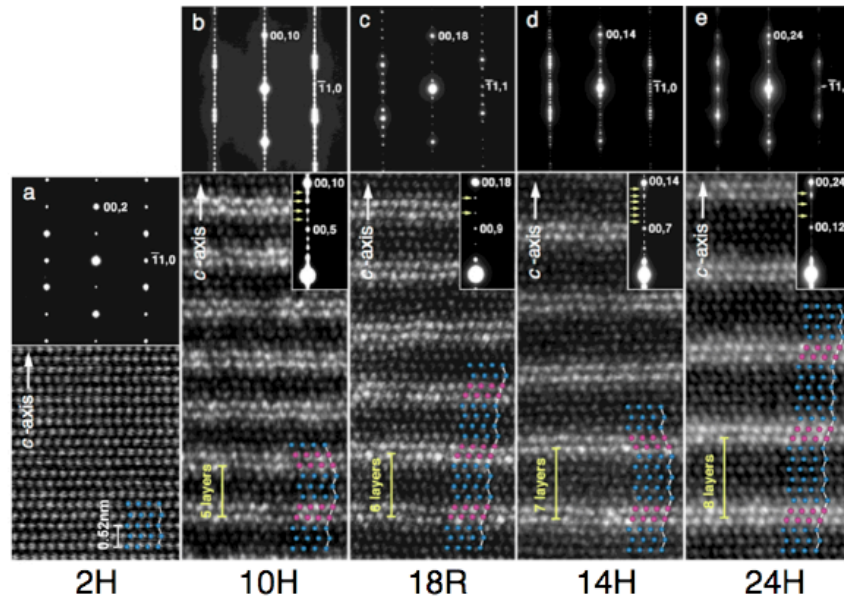 a
00,2
1̅1,0
c-axis
0.52nm
2H
b
00,10
1̅1,0
c-axis
00,10
00,5
5 layers
10H
c
00,18
1̅1,1
c-axis
00,18
00,9
6 layers
18R
d
00,14
1̅1,0
c-axis
00,14
00,7
7 layers
14H
e
00,24
1̅1,
c-axis
00,24
00,12
8 layers
24H